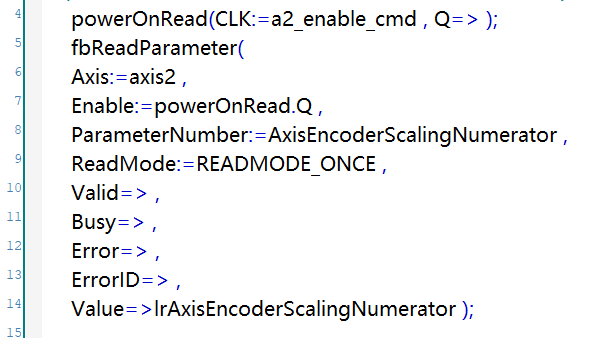 4 powerOnRead(CLK:=a2_enable_cmd , Q=> );
5 fbReadParameter(
6 Axis:=axis2 ,
7 Enable:=powerOnRead.Q ,
8 ParameterNumber:=AxisEncoderScalingNumerator ,
9 ReadMode:=READMODE_ONCE ,
10 Valid=> ,
11 Busy=> ,
12 Error=> ,
13 ErrorID=> ,
14 Value=>lrAxisEncoderScalingNumerator );
15